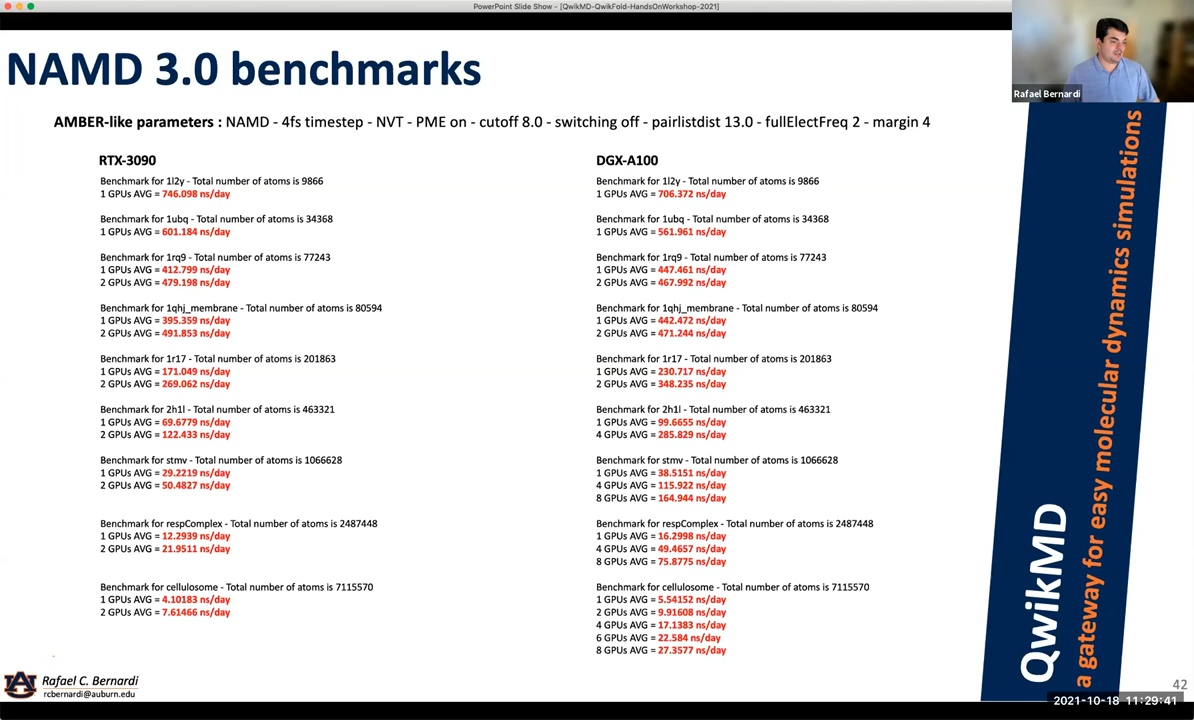 PowerPoint Slide Show - [QwikMD-QwikFold-HandsOnWorkshop-2021]
NAMD 3.0 benchmarks
Rafael Bernardi
AMBER-like parameters : NAMD - 4fs timestep - NVT - PME on - cutoff 8.0 - switching off - pairlistdist 13.0 - fullElectFreq 2 - margin 4
RTX-3090
Benchmark for 1l2y - Total number of atoms is 9866
1 GPUs AVG = 746.098 ns/day
Benchmark for 1ubq - Total number of atoms is 34368
1 GPUs AVG = 601.184 ns/day
Benchmark for 1rq9 - Total number of atoms is 77243
1 GPUs AVG = 412.799 ns/day
2 GPUs AVG = 479.198 ns/day
Benchmark for 1qhj_membrane - Total number of atoms is 80594
1 GPUs AVG = 395.359 ns/day
2 GPUs AVG = 491.853 ns/day
Benchmark for 1r17 - Total number of atoms is 201863
1 GPUs AVG = 171.049 ns/day
2 GPUs AVG = 269.062 ns/day
Benchmark for 2h1l - Total number of atoms is 463321
1 GPUs AVG = 69.6779 ns/day
2 GPUs AVG = 122.433 ns/day
Benchmark for stmv - Total number of atoms is 1066628
1 GPUs AVG = 29.2219 ns/day
2 GPUs AVG = 50.4827 ns/day
Benchmark for respComplex - Total number of atoms is 2487448
1 GPUs AVG = 12.2939 ns/day
2 GPUs AVG = 21.9511 ns/day
Benchmark for cellulosome - Total number of atoms is 7115570
1 GPUs AVG = 4.10183 ns/day
2 GPUs AVG = 7.61466 ns/day
DGX-A100
Benchmark for 1l2y - Total number of atoms is 9866
1 GPUs AVG = 706.372 ns/day
Benchmark for 1ubq - Total number of atoms is 34368
1 GPUs AVG = 561.961 ns/day
Benchmark for 1rq9 - Total number of atoms is 77243
1 GPUs AVG = 447.461 ns/day
2 GPUs AVG = 467.992 ns/day
Benchmark for 1qhj_membrane - Total number of atoms is 80594
1 GPUs AVG = 442.472 ns/day
2 GPUs AVG = 471.244 ns/day
Benchmark for 1r17 - Total number of atoms is 201863
1 GPUs AVG = 230.717 ns/day
2 GPUs AVG = 348.235 ns/day
Benchmark for 2h1l - Total number of atoms is 463321
1 GPUs AVG = 99.6655 ns/day
4 GPUs AVG = 285.829 ns/day
Benchmark for stmv - Total number of atoms is 1066628
1 GPUs AVG = 38.5151 ns/day
4 GPUs AVG = 115.922 ns/day
8 GPUs AVG = 164.944 ns/day
Benchmark for respComplex - Total number of atoms is 2487448
1 GPUs AVG = 16.2998 ns/day
4 GPUs AVG = 49.4657 ns/day
8 GPUs AVG = 75.8775 ns/day
Benchmark for cellulosome - Total number of atoms is 7115570
1 GPUs AVG = 5.54152 ns/day
2 GPUs AVG = 9.91608 ns/day
4 GPUs AVG = 17.1383 ns/day
6 GPUs AVG = 22.584 ns/day
8 GPUs AVG = 27.3577 ns/day
QwikMD
a gateway for easy molecular dynamics simulations
Rafael C. Bernardi
rcbernardi@auburn.edu
42
2021-10-18 11:29:41